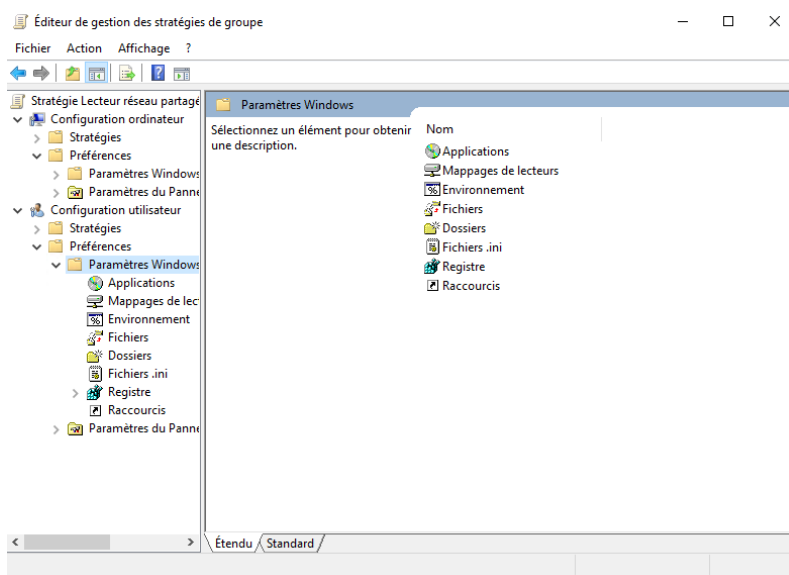 Éditeur de gestion des stratégies de groupe
Fichier Action Affichage ?
Stratégie Lecteur réseau partagé
Configuration ordinateur
Stratégies
Préférences
Paramètres Windows
Paramètres du Panne
Configuration utilisateur
Stratégies
Préférences
Paramètres Windows
Applications
Mappages de lec
Environnement
Fichiers
Dossiers
Fichiers .ini
Registre
Raccourcis
Paramètres du Panne
Paramètres Windows
Sélectionnez un élément pour obtenir
une description.
Nom
Applications
Mappages de lecteurs
Environnement
Fichiers
Dossiers
Fichiers .ini
Registre
Raccourcis
Étendu Standard